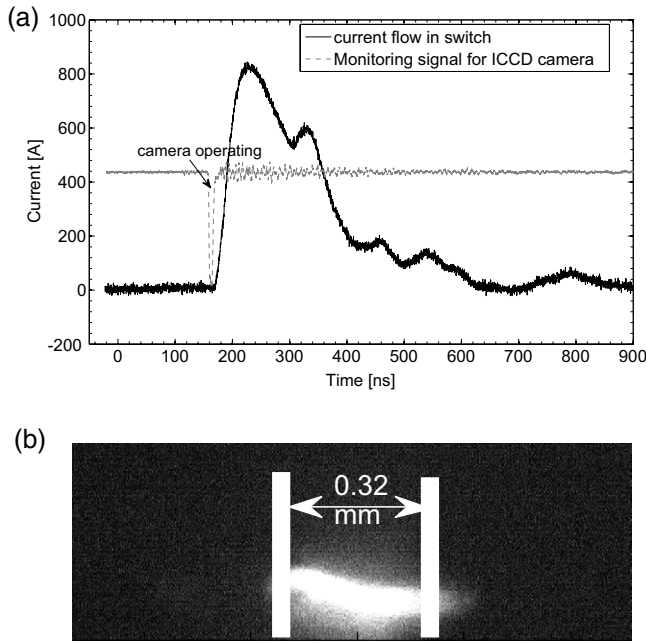 (a)
1000
800
600
400
200
0
-200
Current [A]
current flow in switch
Monitoring signal for ICCD camera
camera operating
0 100 200 300 400 500 600 700 800 900
Time [ns]
(b)
0.32
mm